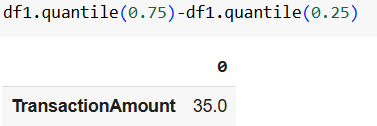 df1.quantile(0.75)-df1.quantile(0.25)
0
TransactionAmount 35.0